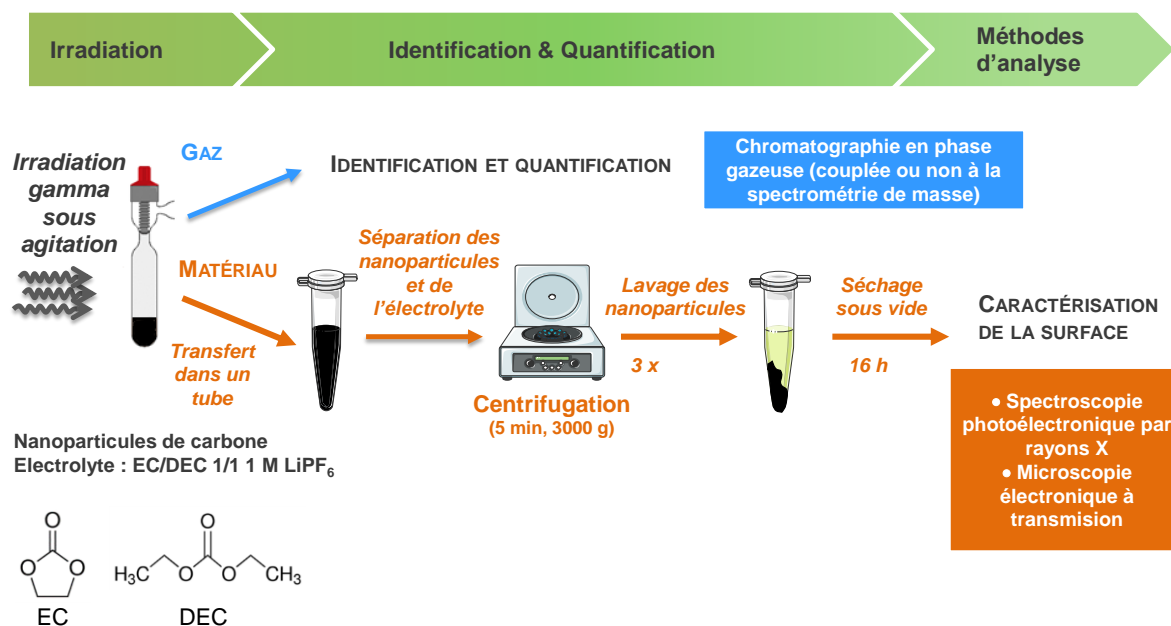 Irradiation
Identification & Quantification
Méthodes
d'analyse
Irradiation
gamma
sous
agitation
GAZ
IDENTIFICATION ET QUANTIFICATION
Chromatographie en phase
gazeuse (couplée ou non à la
spectrométrie de masse)
MATÉRIAU
Transfert
dans un
tube
Séparation des
nanoparticules
et de
l'électrolyte
Centrifugation
(5 min, 3000 g)
Lavage des
nanoparticules
3 x
Séchage
sous vide
16 h
CARACTÉRISATION
DE LA SURFACE
● Spectroscopie
photoélectronique par
rayons X
● Microscopie
électronique à
transmision
Nanoparticules de carbone
Electrolyte : EC/DEC 1/1 1 M LiPF₆
O
O
O
EC
O
H₃C
O
O
CH₃
DEC